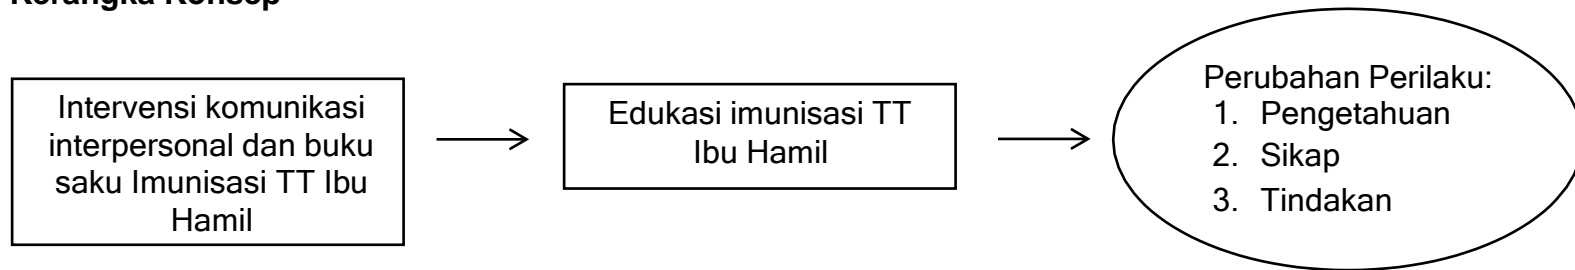 Kerangka Konsep
Intervensi komunikasi
interpersonal dan buku
saku Imunisasi TT Ibu
Hamil
Edukasi imunisasi TT
Ibu Hamil
Perubahan Perilaku:
1. Pengetahuan
2. Sikap
3. Tindakan